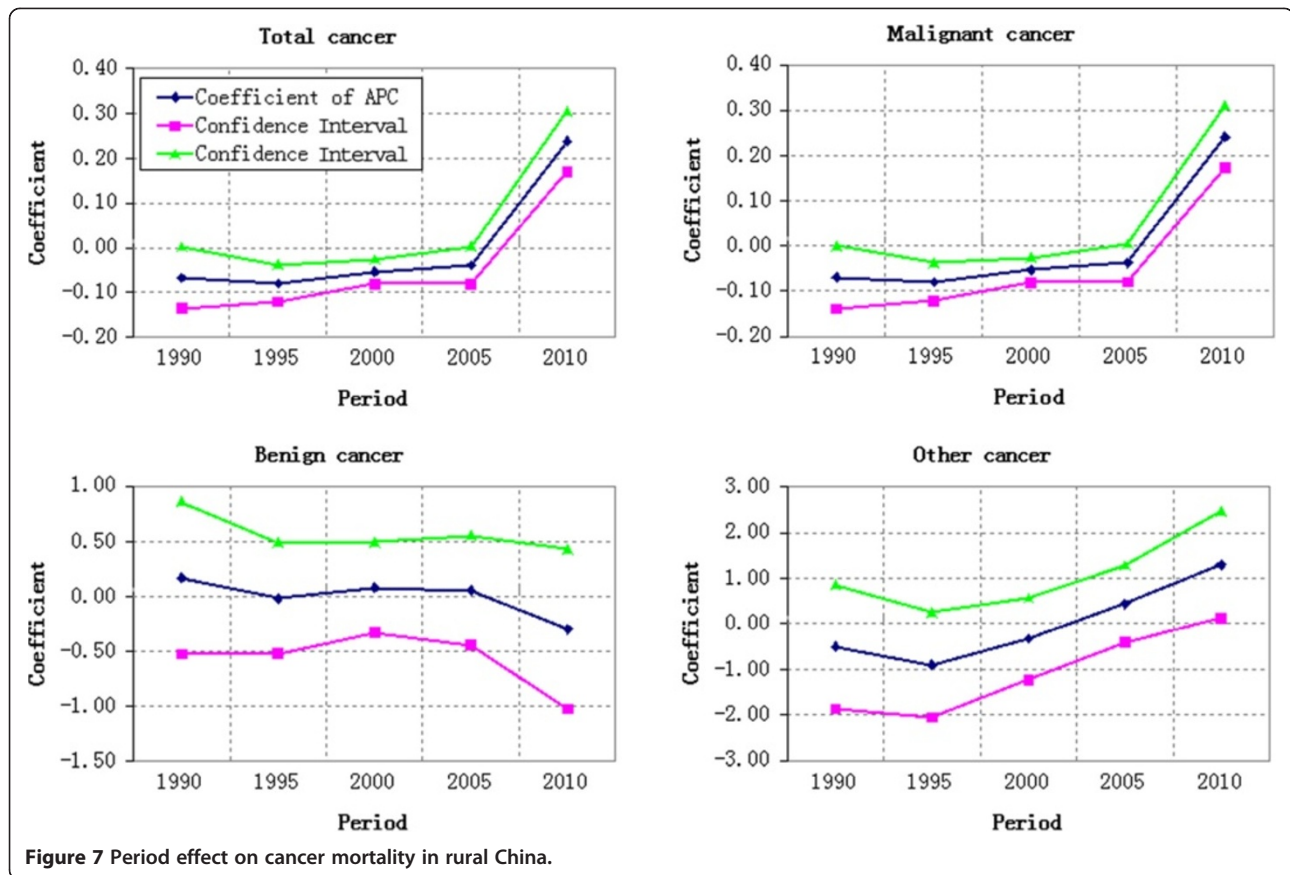 Total cancer
0.40
0.30
0.20
0.10
0.00
-0.10
-0.20
Coefficient
Coefficient of APC
Confidence Interval
Confidence Interval
1990 1995 2000 2005 2010
Period
Malignant cancer
0.40
0.30
0.20
0.10
0.00
-0.10
-0.20
Coefficient
1990 1995 2000 2005 2010
Period
Benign cancer
1.00
0.50
0.00
-0.50
-1.00
-1.50
Coefficient
1990 1995 2000 2005 2010
Period
Other cancer
3.00
2.00
1.00
0.00
-1.00
-2.00
-3.00
Coefficient
1990 1995 2000 2005 2010
Period
Figure 7 Period effect on cancer mortality in rural China.